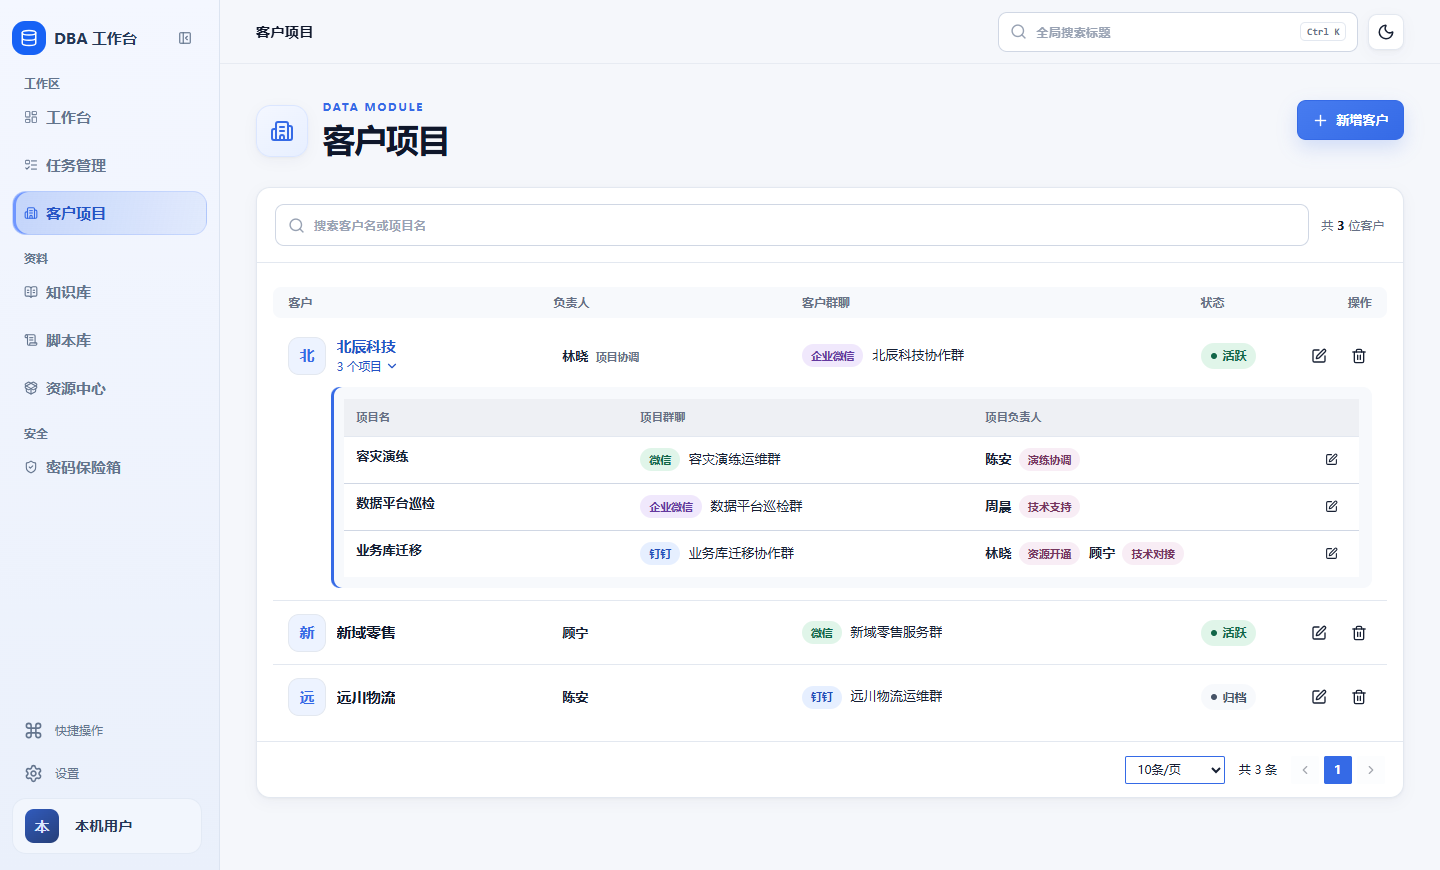 DBA 工作台
工作区
工作台
任务管理
客户项目
资料
知识库
脚本库
资源中心
安全
密码保险箱
快捷操作
设置
本 本机用户
客户项目
全局搜索标题 Ctrl K
DATA MODULE
客户项目
新增客户
搜索客户名或项目名 共 3 位客户
客户 负责人 客户群聊 状态 操作
北 北辰科技 林晓 项目协调 企业微信 北辰科技协作群 活跃
3 个项目
项目名 项目群聊 项目负责人
容灾演练 微信 容灾演练运维群 陈安 演练协调
数据平台巡检 企业微信 数据平台巡检群 周晨 技术支持
业务库迁移 钉钉 业务库迁移协作群 林晓 资源开通 顾宁 技术对接
新 新域零售 顾宁 微信 新域零售服务群 活跃
远 远川物流 陈安 钉钉 远川物流运维群 归档
10条/页 共 3 条 1